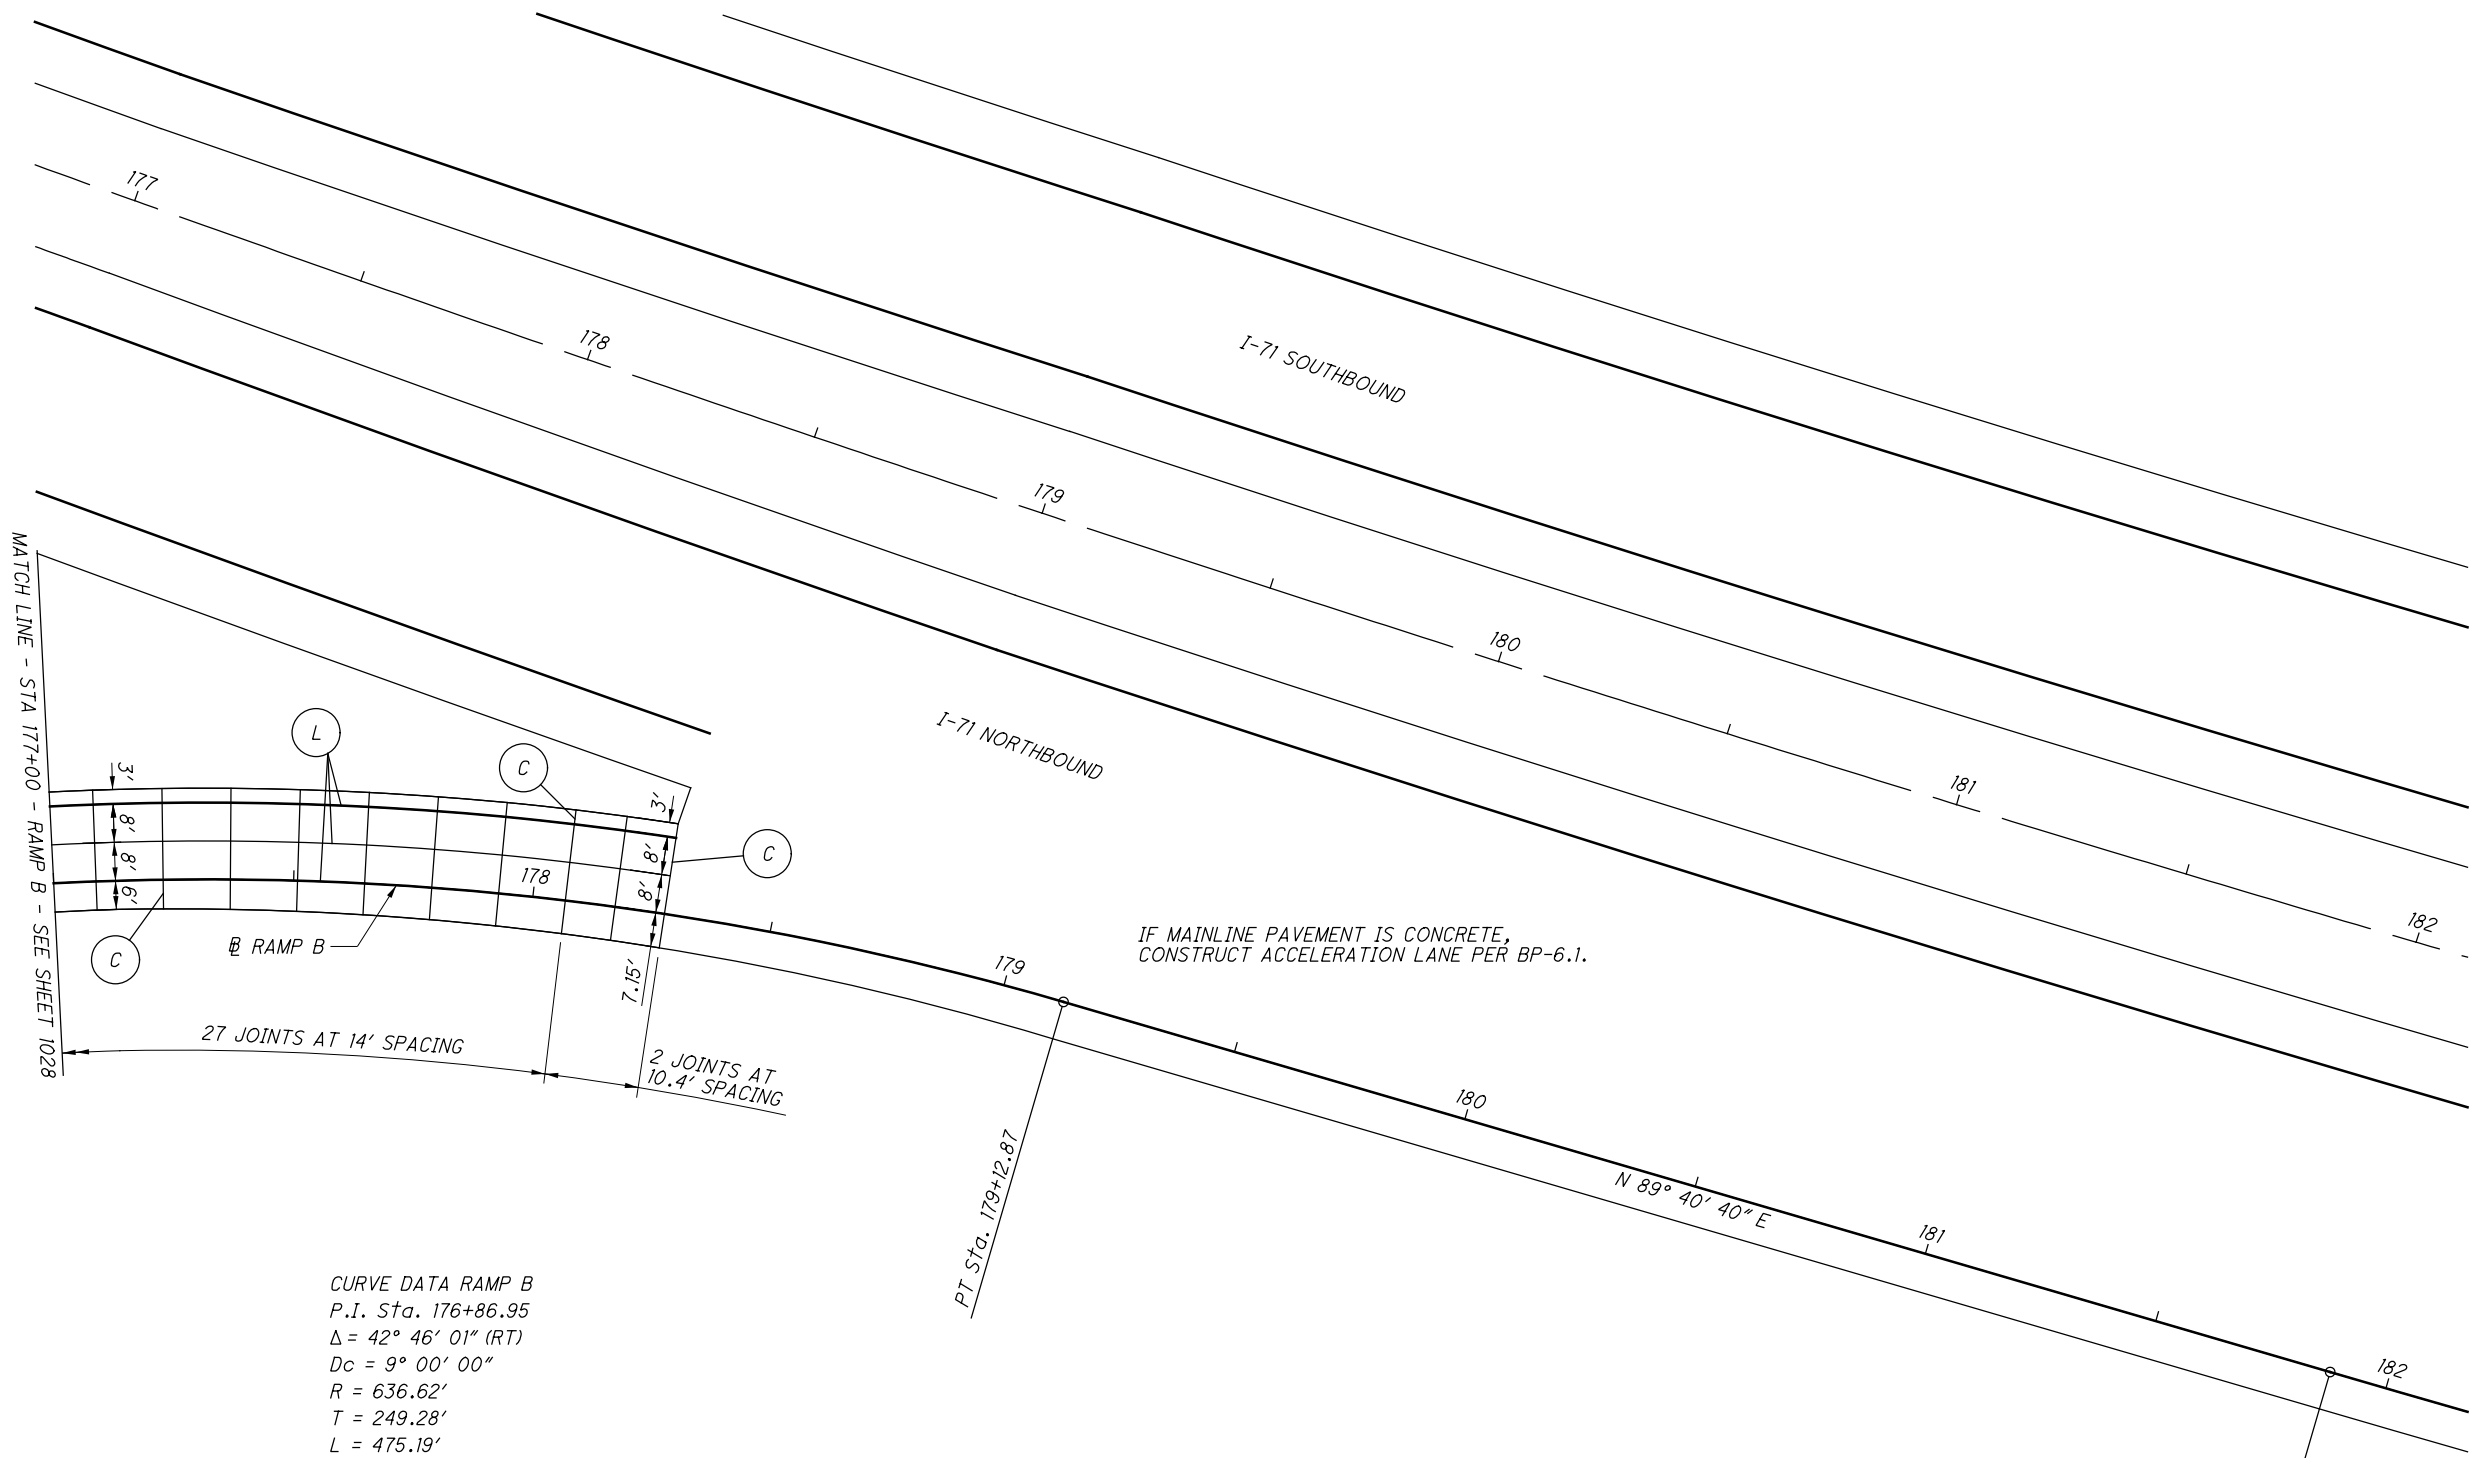 177
178
179
180
181
182
I-71 SOUTHBOUND
I-71 NORTHBOUND
MATCH LINE - STA 177+00 - RAMP B - SEE SHEET 1028
L
C
C
C
3'
8'
8'
6'
3'
8'
8'
7.15'
178
179
180
181
182
BL RAMP B
IF MAINLINE PAVEMENT IS CONCRETE,
CONSTRUCT ACCELERATION LANE PER BP-6.1.
27 JOINTS AT 14' SPACING
2 JOINTS AT
10.4' SPACING
PT Sta. 179+12.87
N 89° 40' 40" E
CURVE DATA RAMP B
P.I. Sta. 176+86.95
Δ = 42° 46' 01" (RT)
Dc = 9° 00' 00"
R = 636.62'
T = 249.28'
L = 475.19'